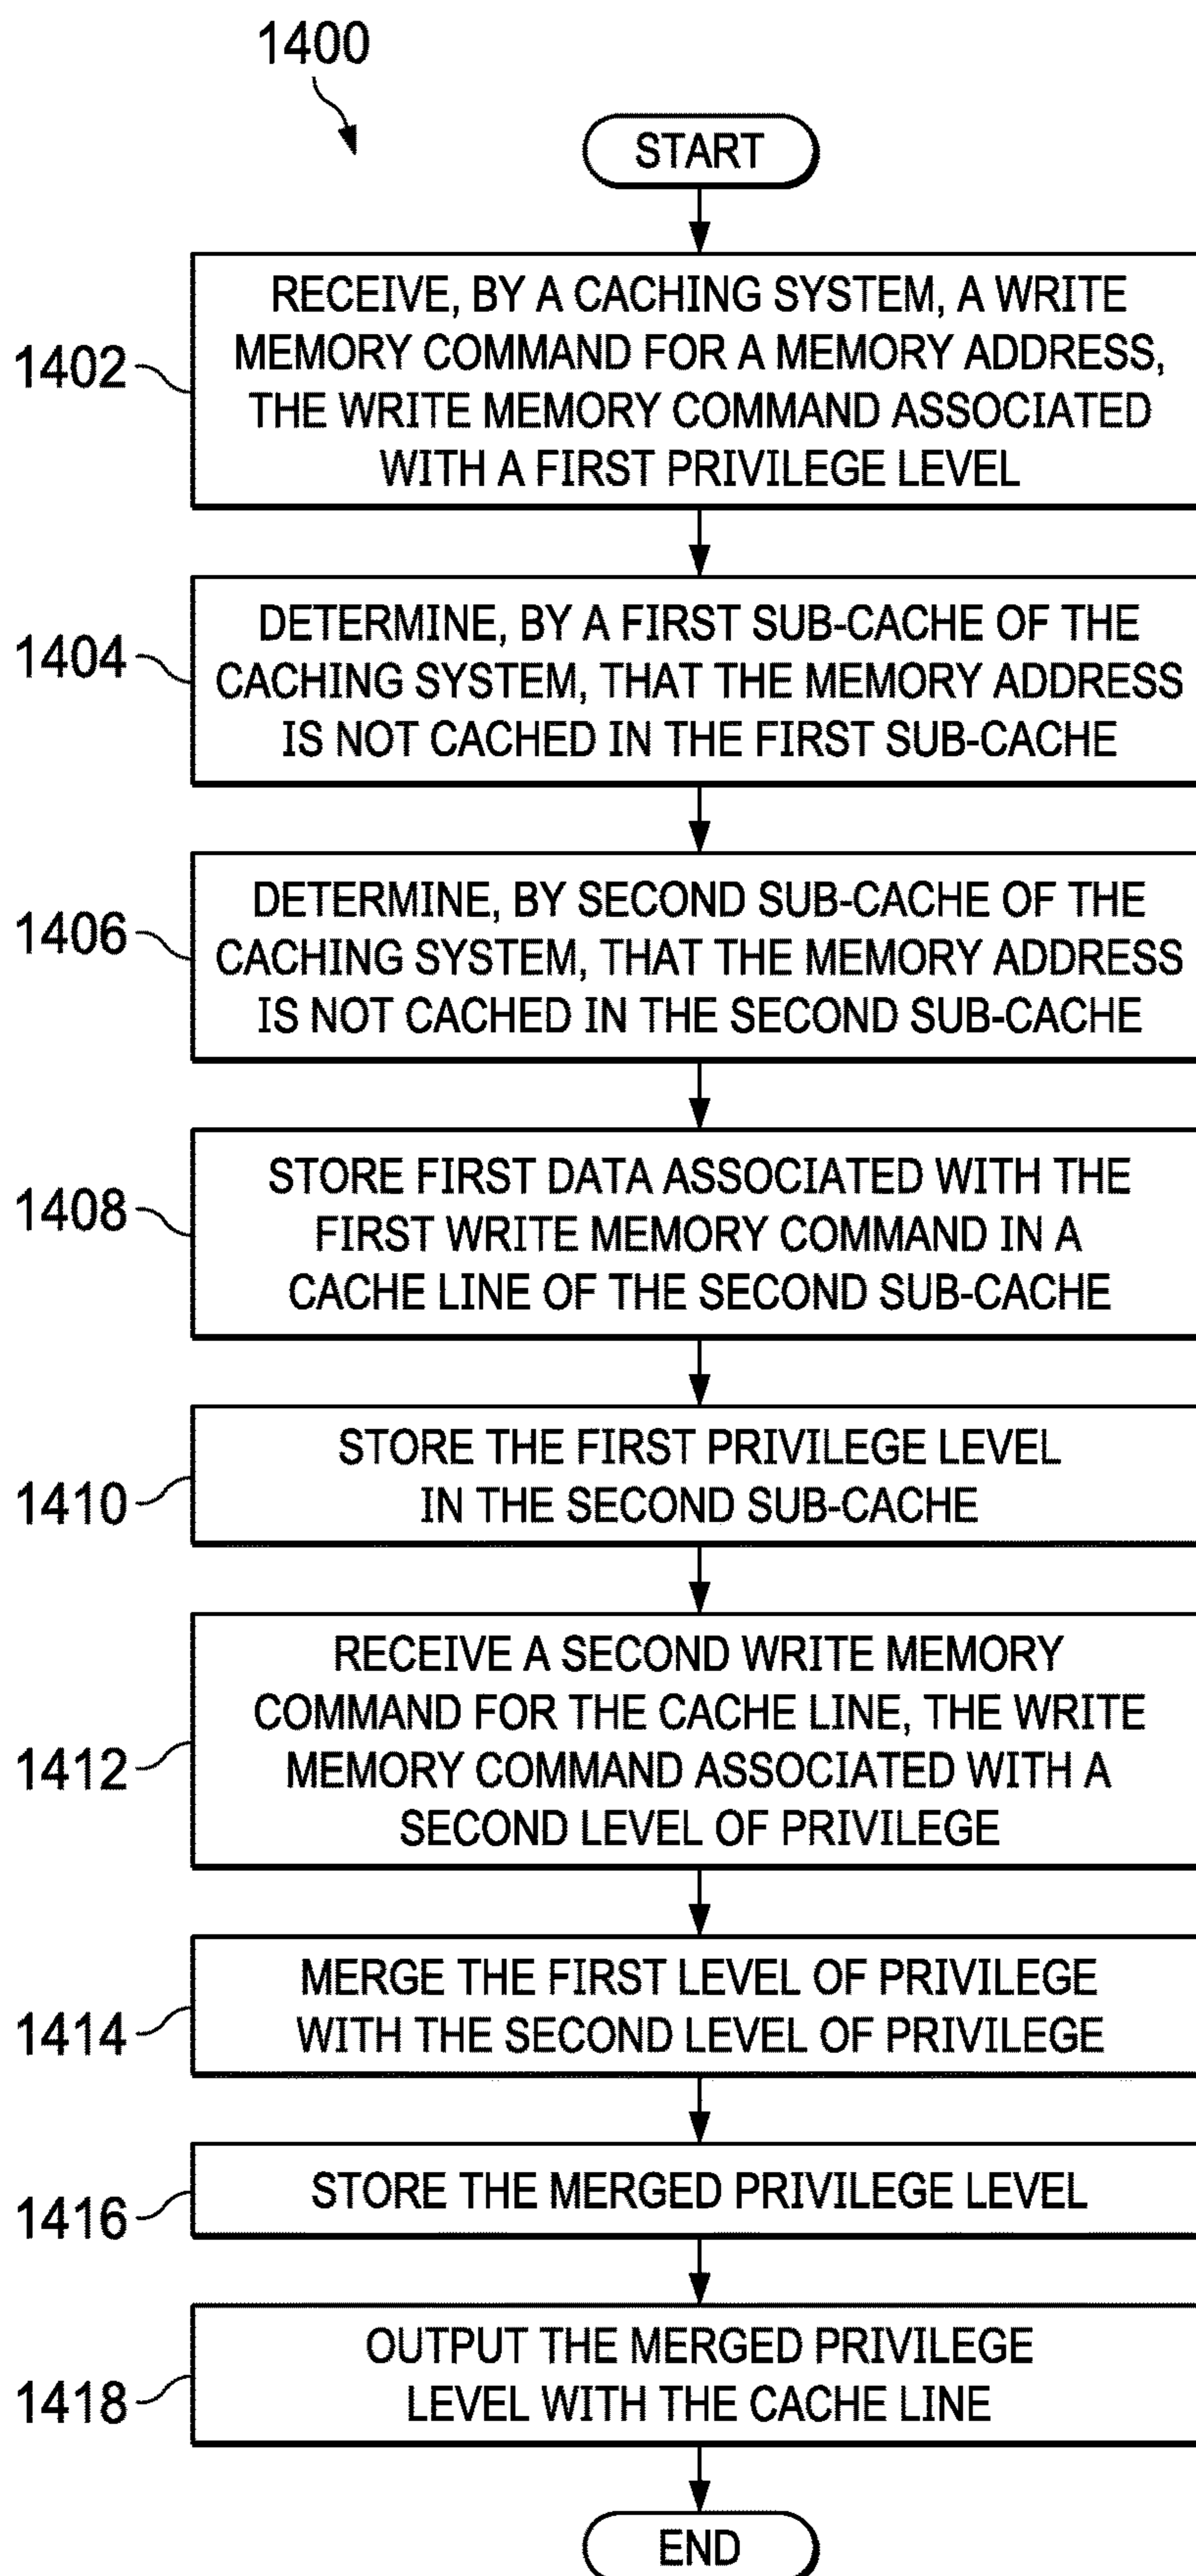 1400
START
1402
RECEIVE, BY A CACHING SYSTEM, A WRITE
MEMORY COMMAND FOR A MEMORY ADDRESS,
THE WRITE MEMORY COMMAND ASSOCIATED
WITH A FIRST PRIVILEGE LEVEL
1404
DETERMINE, BY A FIRST SUB-CACHE OF THE
CACHING SYSTEM, THAT THE MEMORY ADDRESS
IS NOT CACHED IN THE FIRST SUB-CACHE
1406
DETERMINE, BY SECOND SUB-CACHE OF THE
CACHING SYSTEM, THAT THE MEMORY ADDRESS
IS NOT CACHED IN THE SECOND SUB-CACHE
1408
STORE FIRST DATA ASSOCIATED WITH THE
FIRST WRITE MEMORY COMMAND IN A
CACHE LINE OF THE SECOND SUB-CACHE
1410
STORE THE FIRST PRIVILEGE LEVEL
IN THE SECOND SUB-CACHE
1412
RECEIVE A SECOND WRITE MEMORY
COMMAND FOR THE CACHE LINE, THE WRITE
MEMORY COMMAND ASSOCIATED WITH A
SECOND LEVEL OF PRIVILEGE
1414
MERGE THE FIRST LEVEL OF PRIVILEGE
WITH THE SECOND LEVEL OF PRIVILEGE
1416
STORE THE MERGED PRIVILEGE LEVEL
1418
OUTPUT THE MERGED PRIVILEGE
LEVEL WITH THE CACHE LINE
END